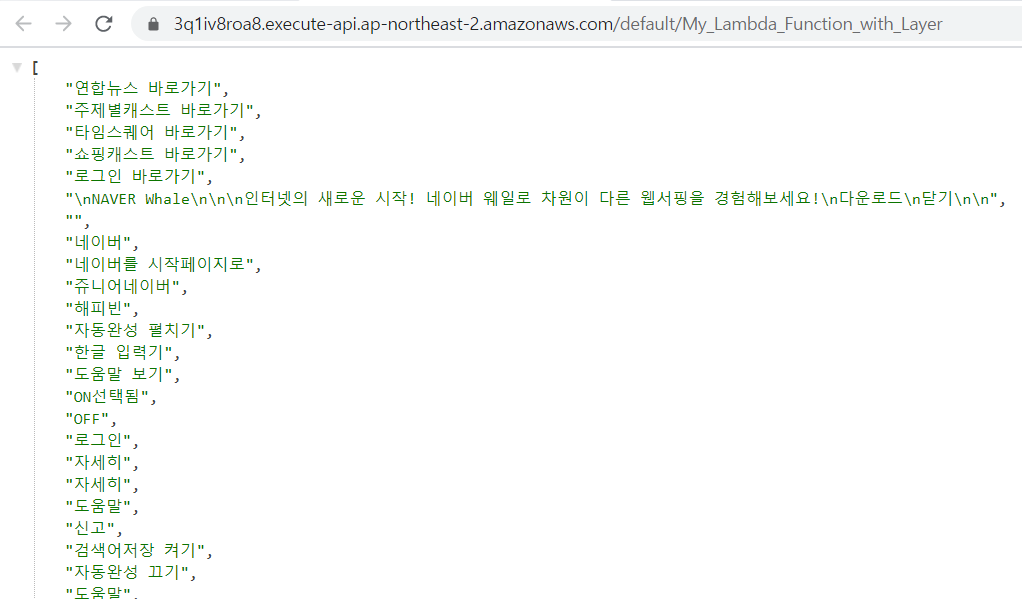 3q1iv8roa8.execute-api.ap-northeast-2.amazonaws.com/default/My_Lambda_Function_with_Layer
[
"연합뉴스 바로가기",
"주제별캐스트 바로가기",
"타임스퀘어 바로가기",
"쇼핑캐스트 바로가기",
"로그인 바로가기",
"\nNAVER Whale\n\n\n인터넷의 새로운 시작! 네이버 웨일로 차원이 다른 웹서핑을 경험해보세요!\n다운로드\n닫기\n\n",
"",
"네이버",
"네이버를 시작페이지로",
"쥬니어네이버",
"해피빈",
"자동완성 펼치기",
"한글 입력기",
"도움말 보기",
"ON선택됨",
"OFF",
"로그인",
"자세히",
"자세히",
"도움말",
"신고",
"검색어저장 켜기",
"자동완성 끄기",
"도움말",